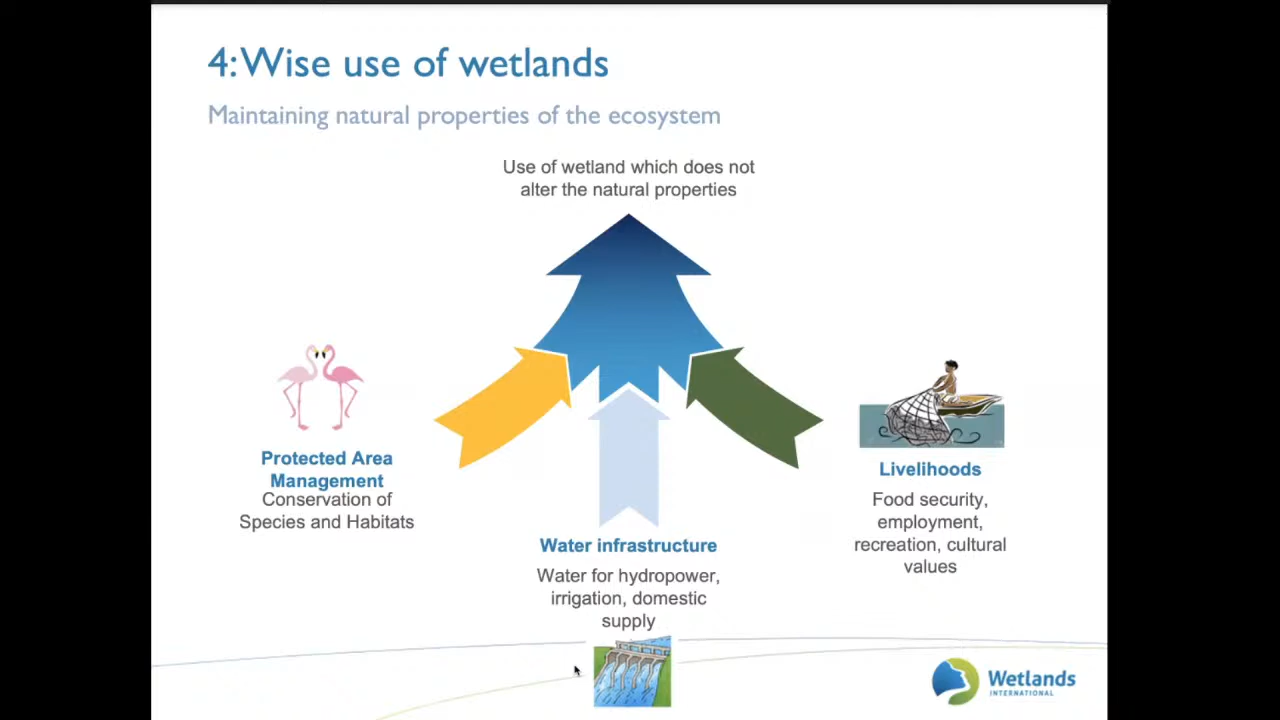 4: Wise use of wetlands
Maintaining natural properties of the ecosystem
Use of wetland which does not
alter the natural properties
Protected Area
Management
Conservation of
Species and Habitats
Water infrastructure
Water for hydropower,
irrigation, domestic
supply
Livelihoods
Food security,
employment,
recreation, cultural
values
Wetlands
INTERNATIONAL